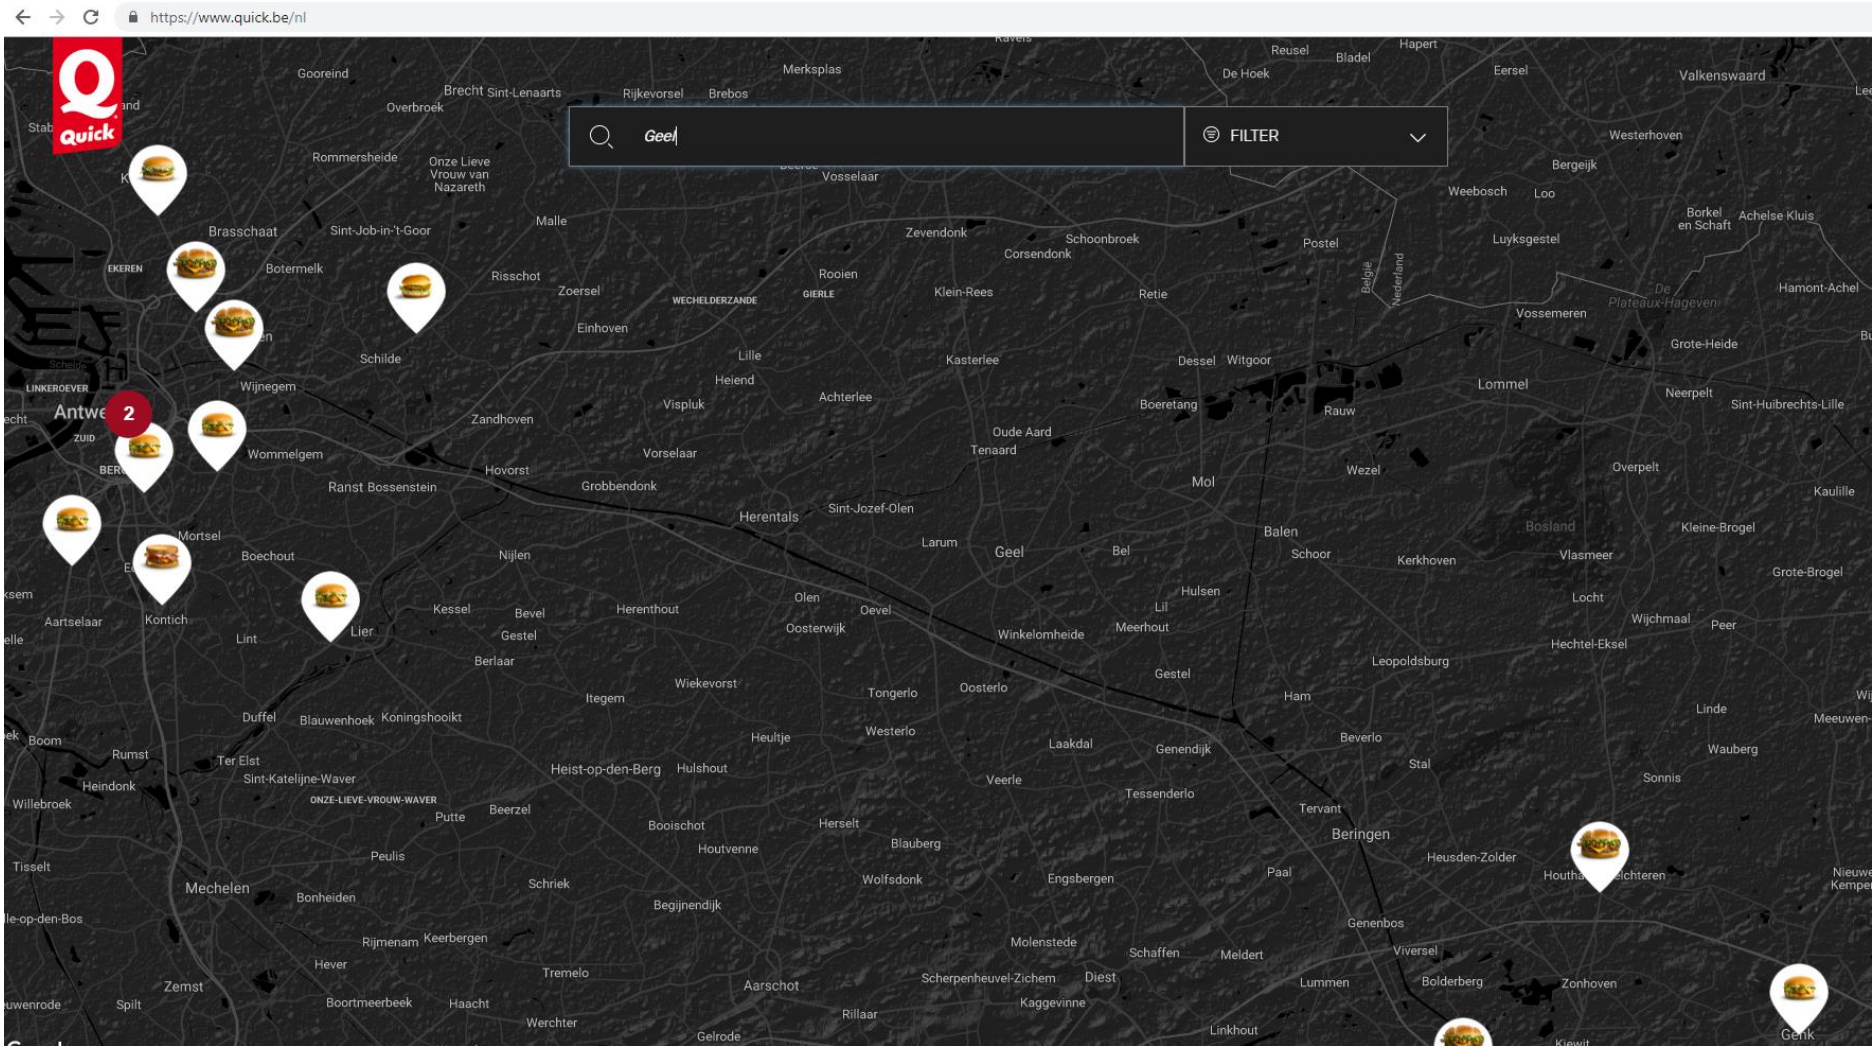 https://www.quick.be/nl
Ravels
Reusel
Bladel
Hapert
Gooreind
Merksplas
De Hoek
Eersel
Valkenswaard
Brecht
Sint-Lenaarts
Rijkevorsel
Brebos
Overbroek
Quick
Geel
FILTER
Westerhoven
Rommersheide
Onze Lieve
Vrouw van
Nazareth
Vosselaar
Bergeijk
Weebosch
Loo
Malle
Brasschaat
Sint-Job-in-'t-Goor
Zevendonk
Schoonbroek
Corsendonk
Postel
Luyksgestel
Borkel
en Schaft
Achelse Kluis
EKEREN
Botermelk
Risschot
Zoersel
WECHELDERZANDE
Rooien
GIERLE
Klein-Rees
Retie
België
Nederland
De
Plateaux-Hageven
Hamont-Achel
Vossemeren
Einhoven
Schilde
Lille
Heiend
Kasterlee
Dessel
Witgoor
Grote-Heide
LINKEROEVER
Wijnegem
Achterlee
Vispluk
Boeretang
Rauw
Lommel
Neerpelt
Sint-Huibrechts-Lille
Antwe
2
ZUID
Zandhoven
Oude Aard
Tenaard
Wommelgem
Vorselaar
Hovorst
Wezel
Overpelt
Ranst
Bossenstein
Grobbendonk
Mol
Kaulille
Herentals
Sint-Jozef-Olen
Mortsel
Boechout
Nijlen
Larum
Geel
Bel
Balen
Schoor
Kerkhoven
Bosland
Vlasmeer
Kleine-Brogel
Grote-Brogel
Kontich
Aartselaar
Lint
Lier
Kessel
Bevel
Gestel
Herenthout
Olen
Oevel
Oosterwijk
Winkelomheide
Hulsen
Lil
Meerhout
Locht
Wijchmaal
Peer
Hechtel-Eksel
Berlaar
Gestel
Leopoldsburg
Itegem
Wiekevorst
Tongerlo
Oosterlo
Ham
Linde
Duffel
Blauwenhoek
Koningshooikt
Boom
Rumst
Ter Elst
Heultje
Westerlo
Laakdal
Genendijk
Beverlo
Wauberg
Heindonk
Sint-Katelijne-Waver
Heist-op-den-Berg
Hulshout
Veerle
Stal
Sonnis
ONZE-LIEVE-VROUW-WAVER
Willebroek
Putte
Beerzel
Tessenderlo
Tervant
Booischot
Herselt
Beringen
Houtvenne
Blauberg
Tisselt
Peulis
Heusden-Zolder
Mechelen
Bonheiden
Schriek
Wolfsdonk
Engsbergen
Paal
Begijnendijk
Genenbos
Rijmenam
Keerbergen
Molenstede
Schaffen
Meldert
Viversel
Hever
Tremelo
Zemst
Aarschot
Scherpenheuvel-Zichem
Diest
Lummen
Bolderberg
Zonhoven
Spilt
Boortmeerbeek
Haacht
Kaggevinne
Rillaar
Werchter
Gelrode
Linkhout
Kiewit
Genk